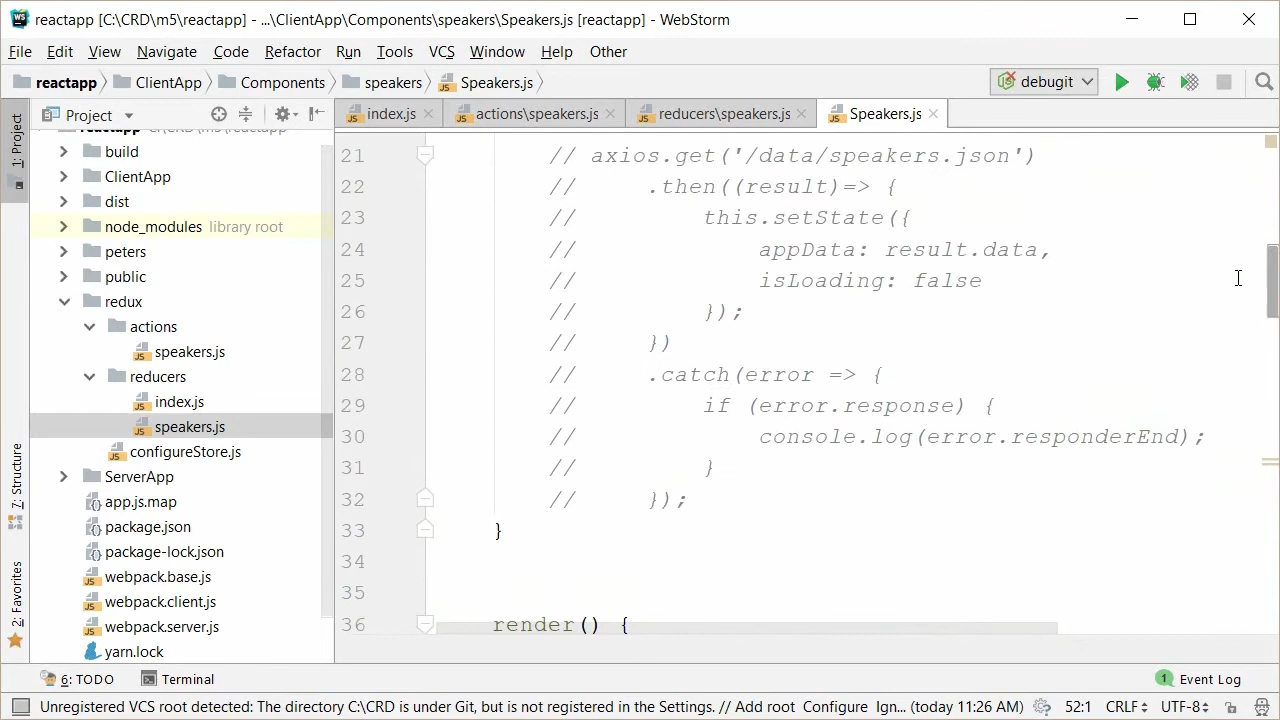 reactapp [C:\CRD\m5\reactapp] - ...\ClientApp\Components\speakers\Speakers.js [reactapp] - WebStorm
File Edit View Navigate Code Refactor Run Tools VCS Window Help Other
reactapp ClientApp Components speakers Speakers.js debugit
1: Project
7: Structure
2: Favorites
Project
reactapp C:\CRD\m5\reactapp
build
ClientApp
dist
node_modules library root
peters
public
redux
actions
speakers.js
reducers
index.js
speakers.js
configureStore.js
ServerApp
app.js.map
package.json
package-lock.json
webpack.base.js
webpack.client.js
webpack.server.js
yarn.lock
index.js actions\speakers.js reducers\speakers.js Speakers.js
21 // axios.get('/data/speakers.json')
22 // .then((result)=> {
23 // this.setState({
24 // appData: result.data,
25 // isLoading: false
26 // });
27 // })
28 // .catch(error => {
29 // if (error.response) {
30 // console.log(error.responderEnd);
31 // }
32 // });
33 }
34
35
36 render() {
6: TODO Terminal 1 Event Log
Unregistered VCS root detected: The directory C:\CRD is under Git, but is not registered in the Settings. // Add root Configure Ign... (today 11:26 AM) 52:1 CRLF UTF-8